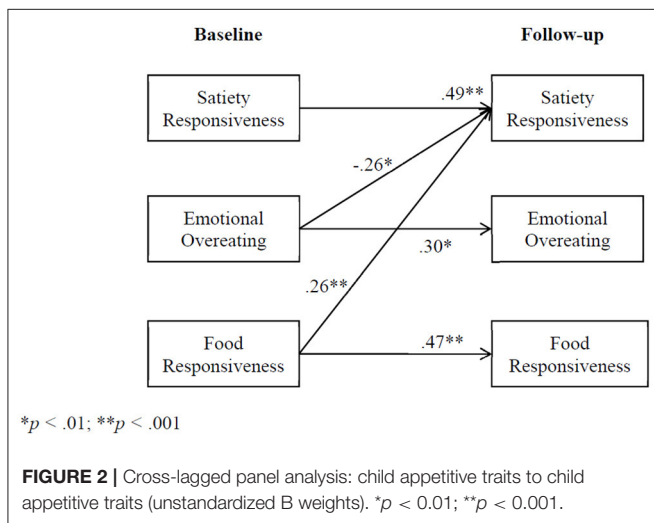 Baseline
Follow-up
Satiety
Responsiveness
.49**
Satiety
Responsiveness
-.26*
Emotional
Overeating
.30*
Emotional
Overeating
.26**
Food
Responsiveness
.47**
Food
Responsiveness
*p < .01; **p < .001
FIGURE 2 | Cross-lagged panel analysis: child appetitive traits to child
appetitive traits (unstandardized B weights). *p < 0.01; **p < 0.001.